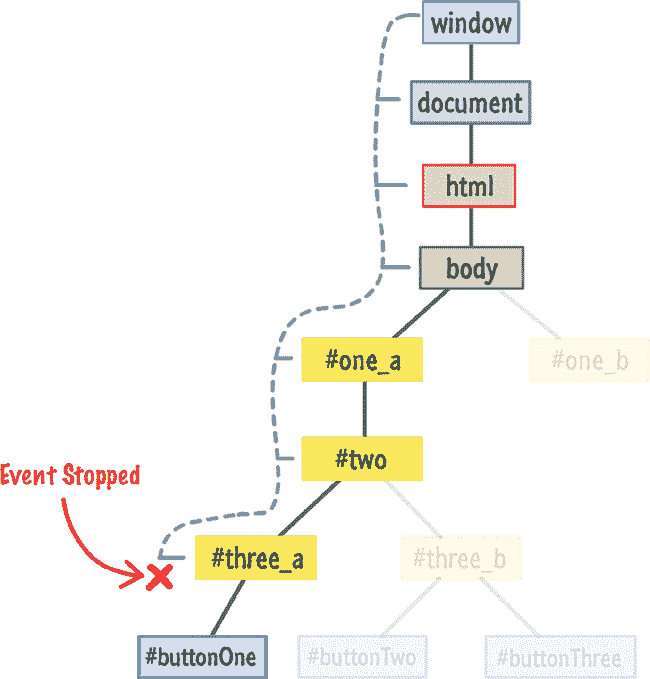 window
document
html
body
#one_a
#one_b
#two
Event Stopped
#three_a
#three_b
#buttonOne
#buttonTwo
#buttonThree